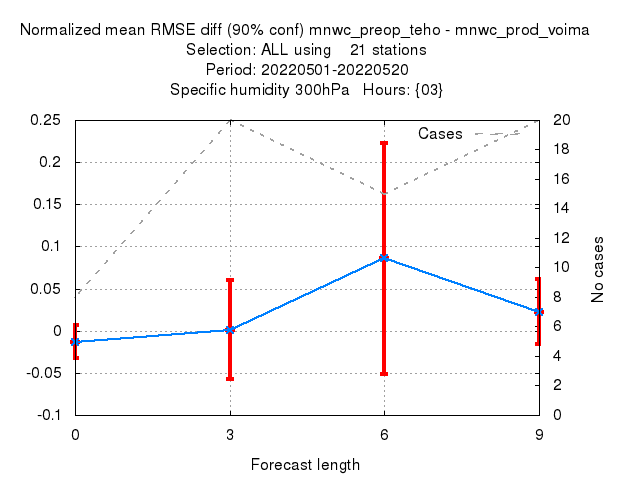 Normalized mean RMSE diff (90% conf) mnwc_preop_teho - mnwc_prod_voima
Selection: ALL using    21 stations
Period: 20220501-20220520
Specific humidity 300hPa   Hours: {03}
Cases
0.25
0.2
0.15
0.1
0.05
0
-0.05
-0.1
20
18
16
14
12
10
8
6
4
2
0
No cases
0 3 6 9
Forecast length